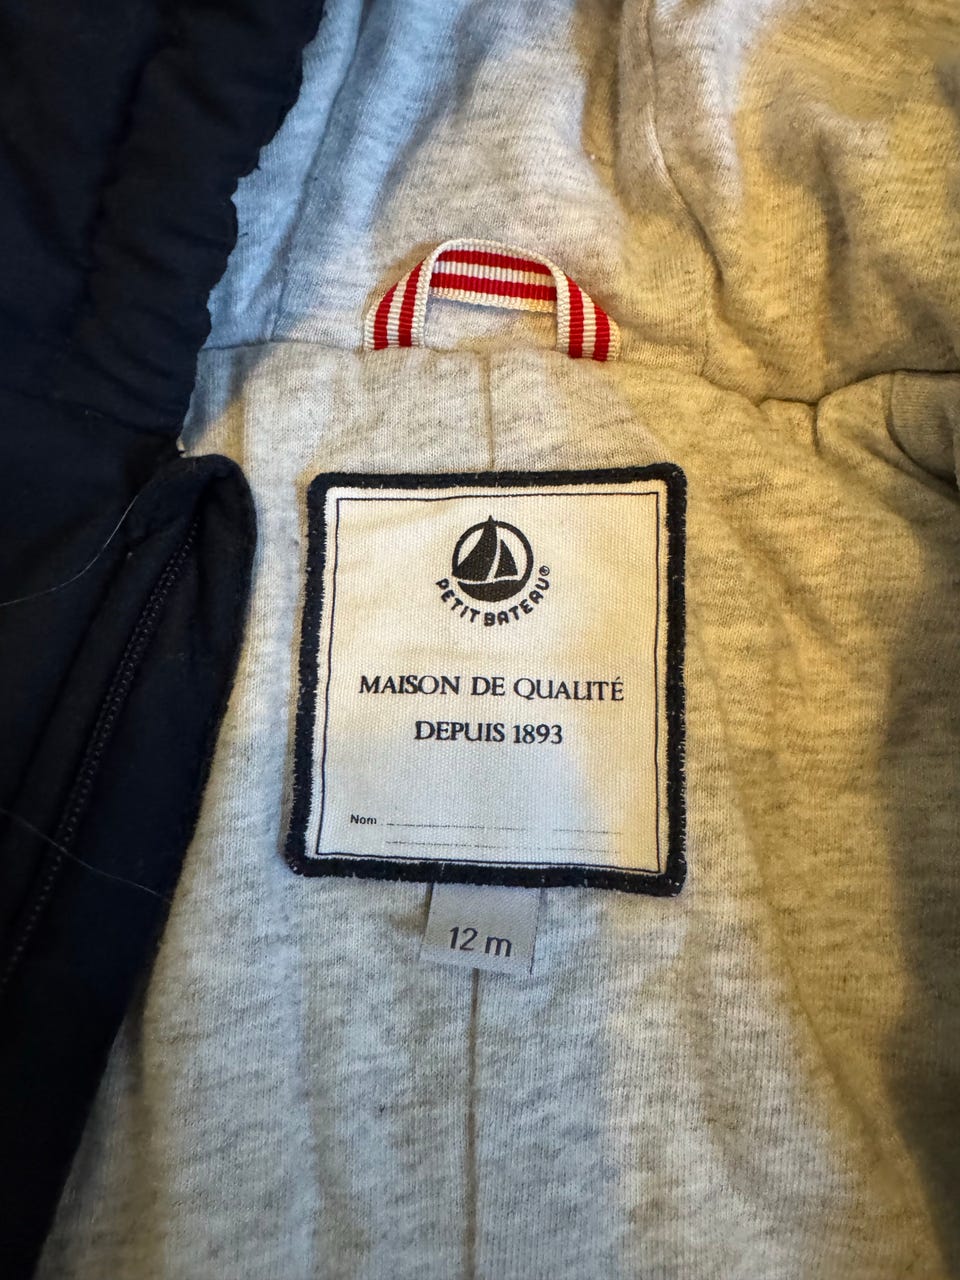 PETIT BATEAU®
MAISON DE QUALITÉ
DEPUIS 1893
Nom
12 m